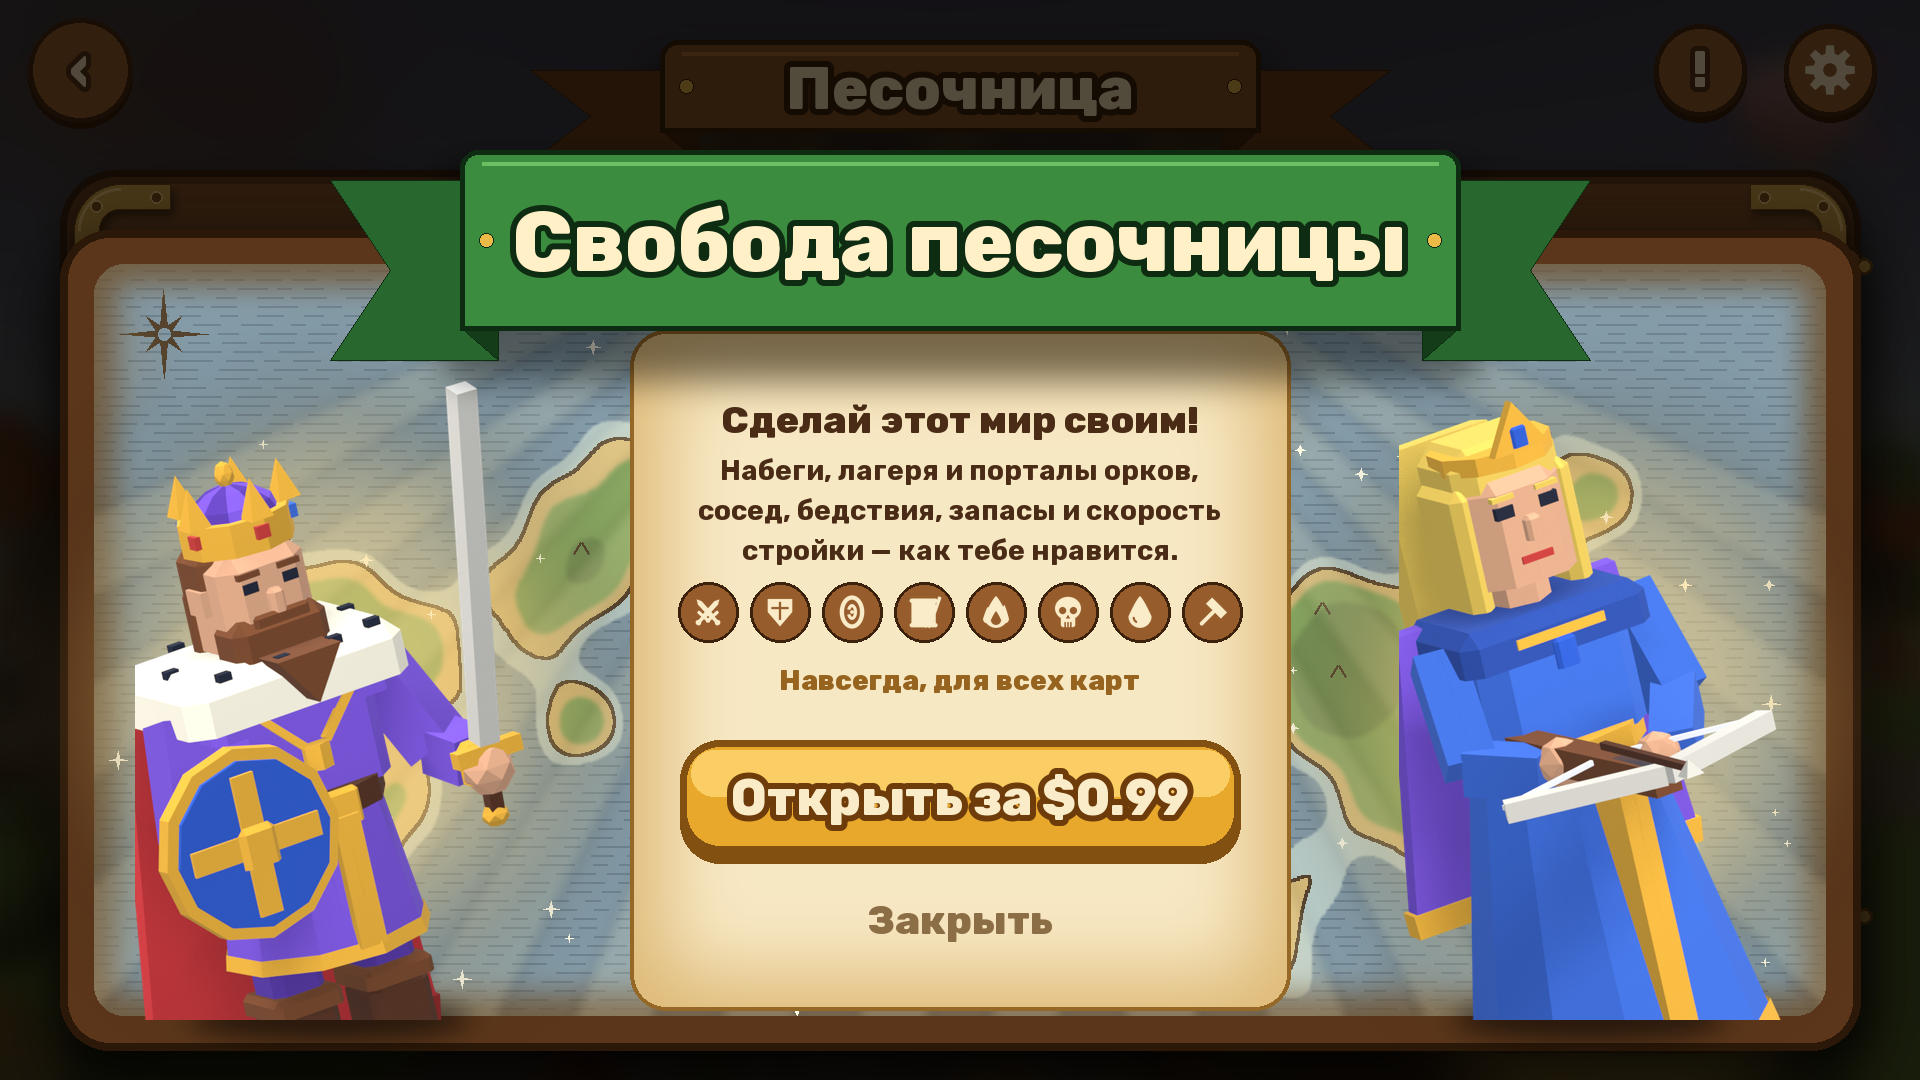 Песочница
Свобода песочницы
Сделай этот мир своим!
Набеги, лагеря и порталы орков,
сосед, бедствия, запасы и скорость
стройки — как тебе нравится.
Навсегда, для всех карт
Открыть за $0.99
Закрыть